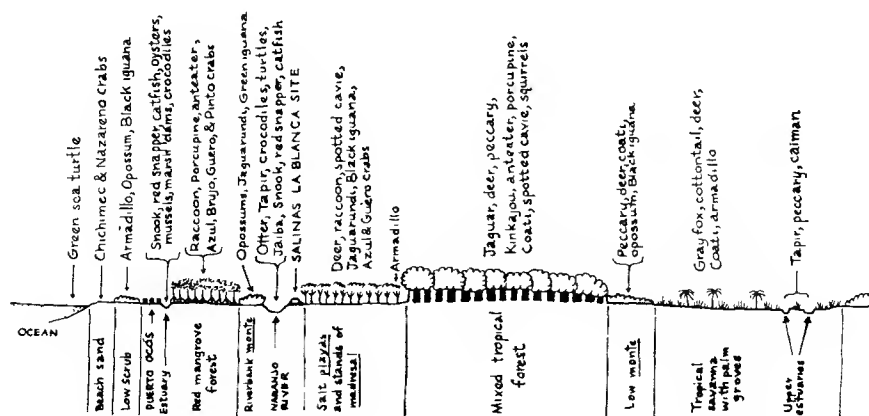 Green sea turtle
Chichimec & Nazareno crabs
Armadillo, Opossum, Black iguana
Snook, red snapper, catfish, oysters,
mussels, marsh clams, crocodiles
Raccoon, Porcupine, anteater,
Azul, Brujo, Guero, & Pinto crabs
Opossums, Jaguarundi, Green iguana
Otter, Tapir, crocodiles, turtles,
Jaiba, Snook, red snapper, catfish
SALINAS LA BLANCA SITE
Deer, raccoon, spotted cavie,
Jaguarundi, Black iguana,
Azul & Guero crabs
Armadillo
Jaguar, deer, peccary,
Kinkajou, anteater, porcupine,
Coati, spotted cavie, squirrels
Peccary, deer, coati,
opossum, Black iguana
Gray fox, cottontail, deer,
Coati, armadillo
Tapir, peccary, caiman
OCEAN
Beach sand
Low scrub
PUERTO OCÓS
Estuary
Red mangrove
forest
Riverbank monte
NARANJO
RIVER
Salt playas
and stands of
madresal
Mixed tropical
forest
Low monte
Tropical
savanna
with palm
groves
Upper
estuaries